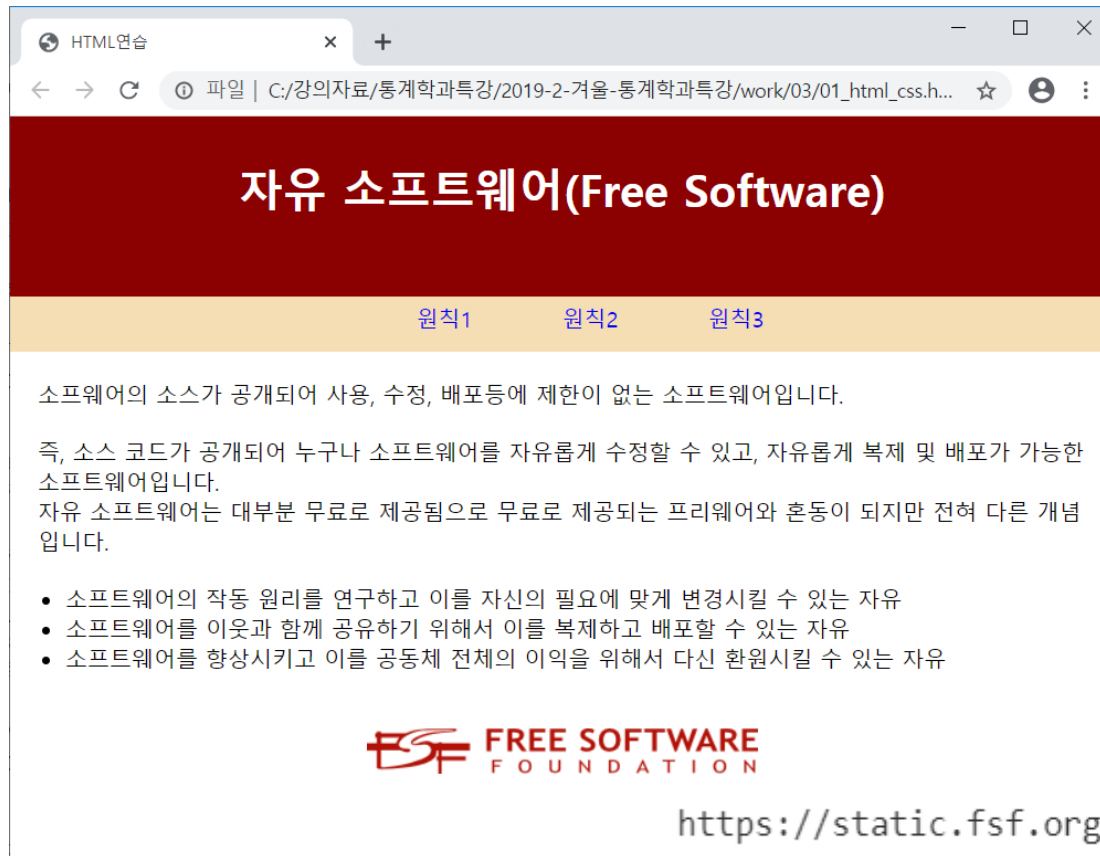 HTML연습
파일 | C:/강의자료/통계학과특강/2019-2-겨울-통계학과특강/work/03/01_html_css.h...
자유 소프트웨어(Free Software)
원칙1 원칙2 원칙3
소프웨어의 소스가 공개되어 사용, 수정, 배포등에 제한이 없는 소프트웨어입니다.
즉, 소스 코드가 공개되어 누구나 소프트웨어를 자유롭게 수정할 수 있고, 자유롭게 복제 및 배포가 가능한
소프트웨어입니다.
자유 소프트웨어는 대부분 무료로 제공됨으로 무료로 제공되는 프리웨어와 혼동이 되지만 전혀 다른 개념
입니다.
• 소프트웨어의 작동 원리를 연구하고 이를 자신의 필요에 맞게 변경시킬 수 있는 자유
• 소프트웨어를 이웃과 함께 공유하기 위해서 이를 복제하고 배포할 수 있는 자유
• 소프트웨어를 향상시키고 이를 공동체 전체의 이익을 위해서 다신 환원시킬 수 있는 자유
FSF FREE SOFTWARE
FOUNDATION
https://static.fsf.org